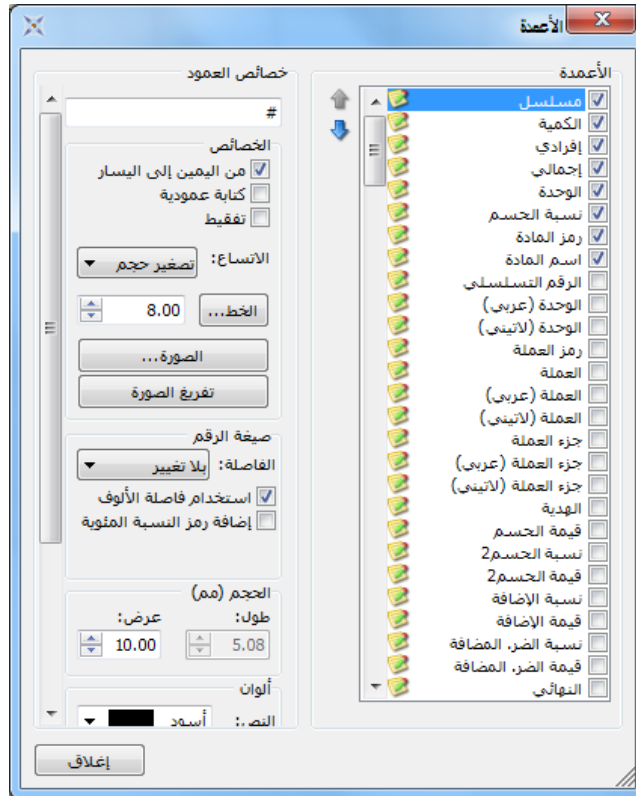 الأعمدة
الأعمدة
مسلسل
الكمية
إفرادي
إجمالي
الوحدة
نسبة الحسم
رمز المادة
اسم المادة
الرقم التسلسلي
الوحدة (عربي)
الوحدة (لاتيني)
رمز العملة
العملة
العملة (عربي)
العملة (لاتيني)
جزء العملة
جزء العملة (عربي)
جزء العملة (لاتيني)
الهدية
قيمة الحسم
نسبة الحسم2
قيمة الحسم2
نسبة الإضافة
قيمة الإضافة
نسبة الضر. المضافة
قيمة الضر. المضافة
النهائي
خصائص العمود
#
الخصائص
من اليمين إلى اليسار
كتابة عمودية
تفقيط
الاتساع: تصغير حجم
الخط... 8.00
الصورة...
تفريغ الصورة
صيغة الرقم
الفاصلة: بلا تغيير
استخدام فاصلة الألوف
إضافة رمز النسبة المئوية
الحجم (مم)
طول: عرض:
5.08 10.00
ألوان
النص: أسود
إغلاق